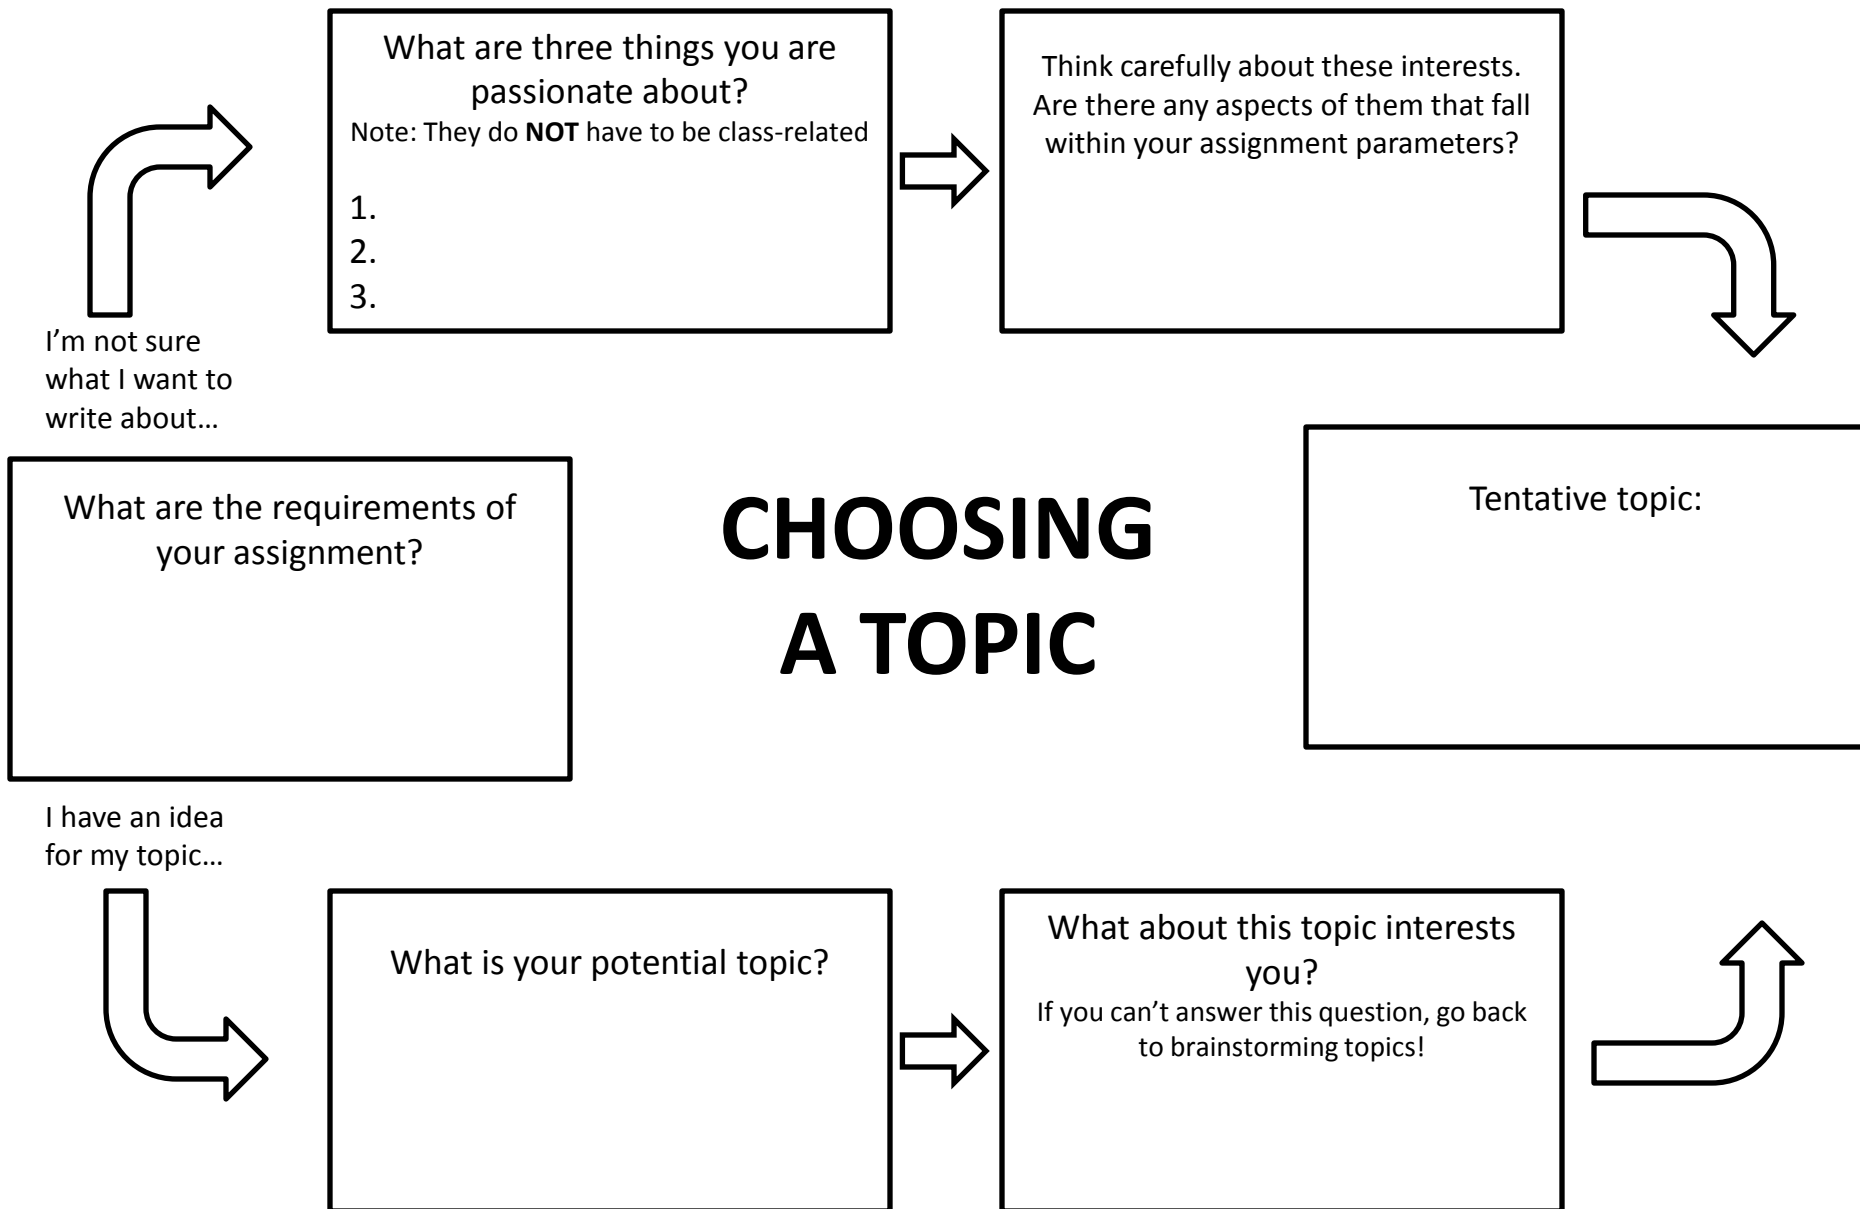 What are three things you are
passionate about?
Note: They do NOT have to be class-related
1.
2.
3.
Think carefully about these interests.
Are there any aspects of them that fall
within your assignment parameters?
I’m not sure
what I want to
write about…
What are the requirements of
your assignment?
CHOOSING
A TOPIC
Tentative topic:
I have an idea
for my topic…
What is your potential topic?
What about this topic interests
you?
If you can’t answer this question, go back
to brainstorming topics!